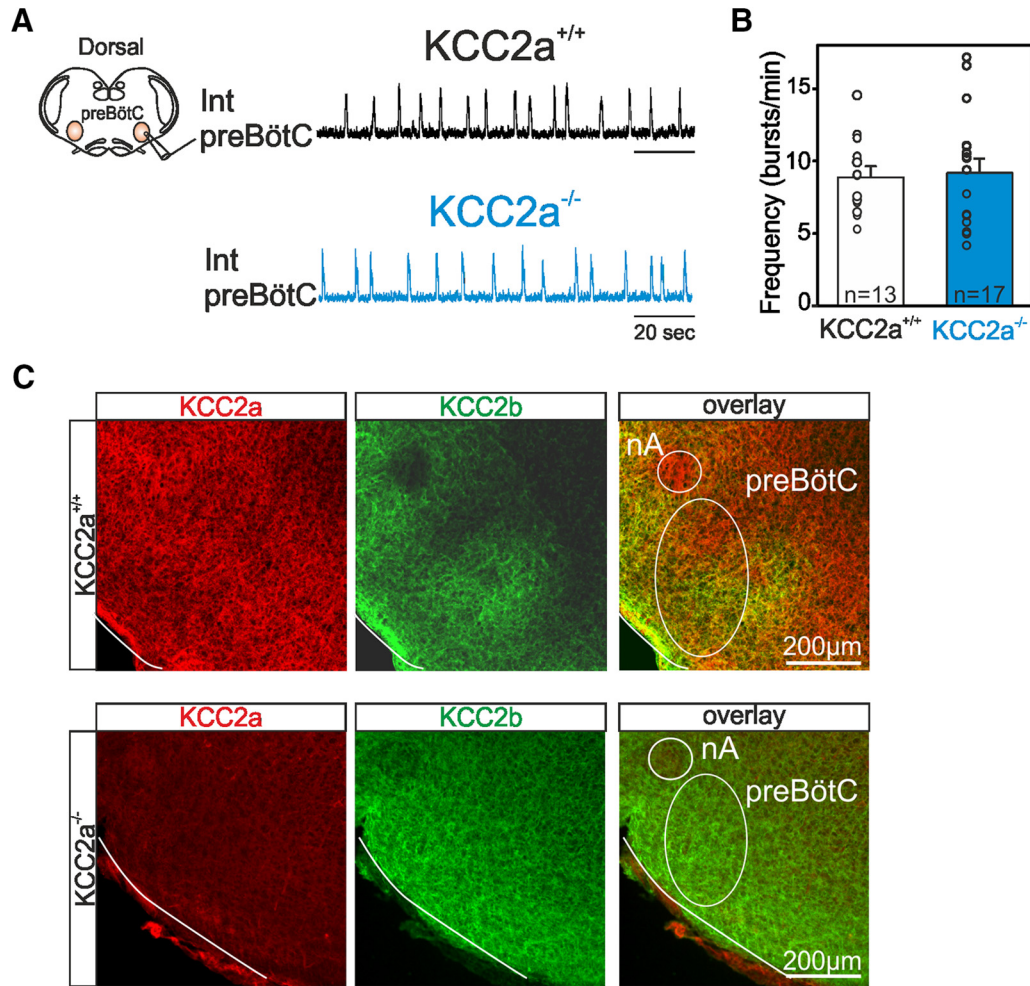 A
Dorsal
preBötC
Int
preBötC
KCC2a+/+
KCC2a-/-
Int
preBötC
20 sec
B
Frequency (bursts/min)
15
10
5
0
n=13
n=17
KCC2a+/+
KCC2a-/-
C
KCC2a
KCC2b
overlay
KCC2a+/+
nA
preBötC
200µm
KCC2a
KCC2b
overlay
KCC2a-/-
nA
preBötC
200µm